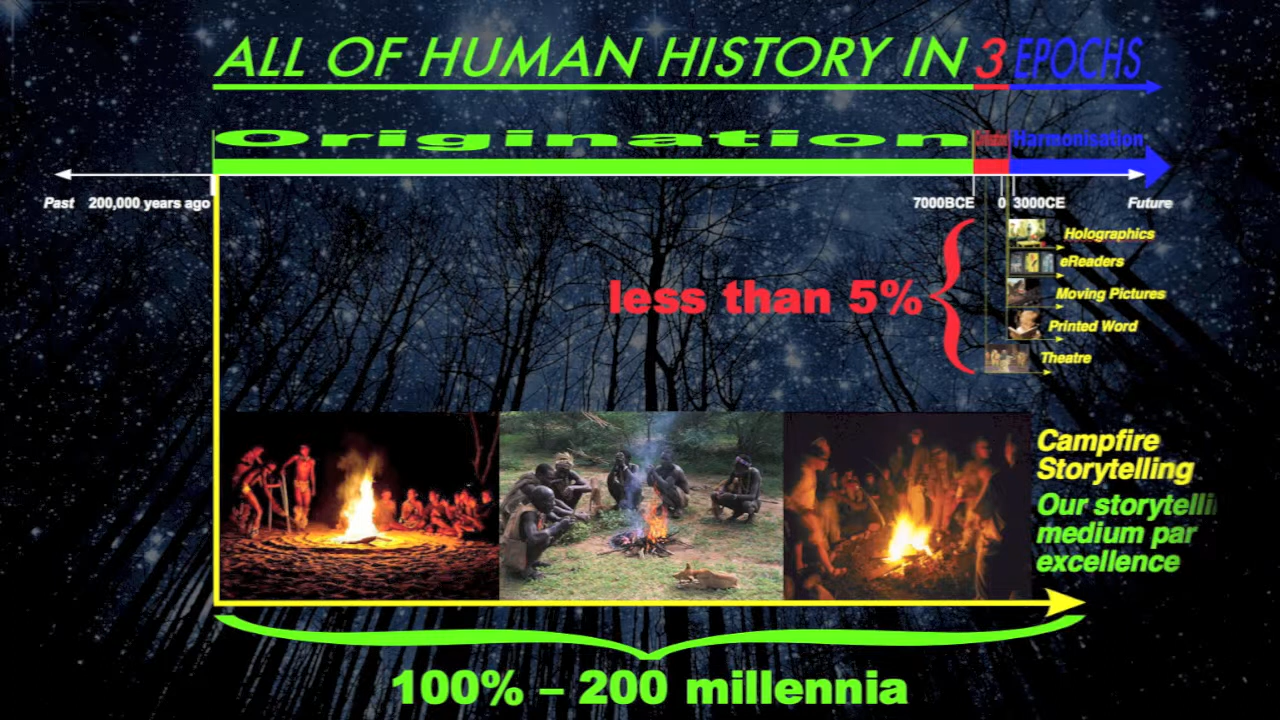 ALL OF HUMAN HISTORY IN 3 EPOCHS
Origination Harmonisation
Past 200,000 years ago 7000BCE 0 3000CE Future
Holographics
eReaders
less than 5%
Moving Pictures
Printed Word
Theatre
Campfire
Storytelling
Our storytelli
medium par
excellence
100% – 200 millennia